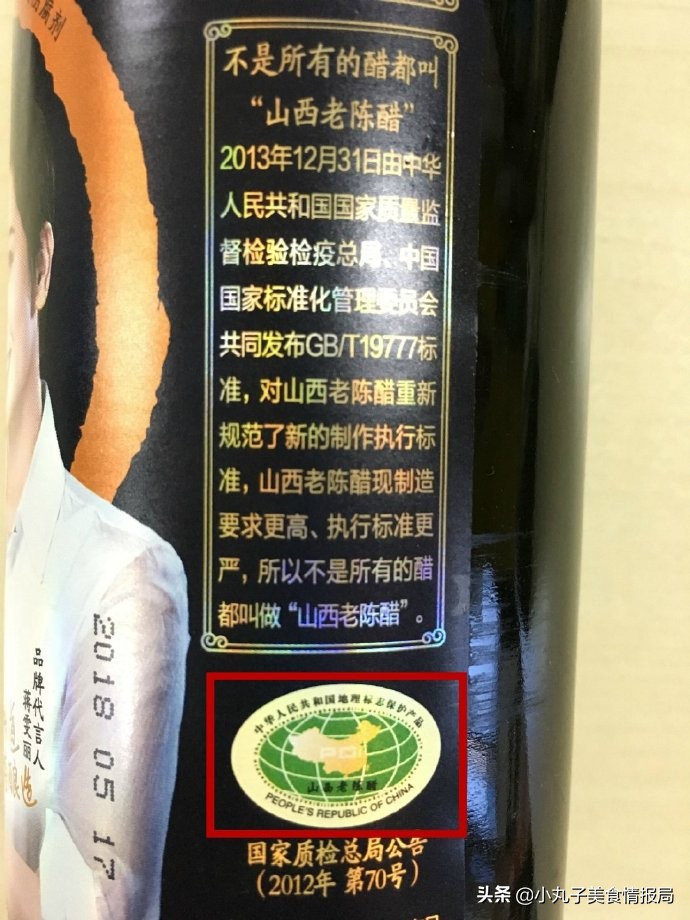 腐剂
不是所有的醋都叫
“山西老陈醋”
2013年12月31日由中华
人民共和国国家质量监
督检验检疫总局、中国
国家标准化管理委员会
共同发布GB/T19777标
准，对山西老陈醋重新
规范了新的制作执行标
准，山西老陈醋现制造
要求更高、执行标准更
严，所以不是所有的醋
都叫做“山西老陈醋”。
品牌代言人
蒋雯丽
2018 05 17
中华人民共和国地理标志保护产品
PGI
山西老陈醋
PEOPLE'S REPUBLIC OF CHINA
国家质检总局公告
（2012年 第70号）
头条 @小丸子美食情报局